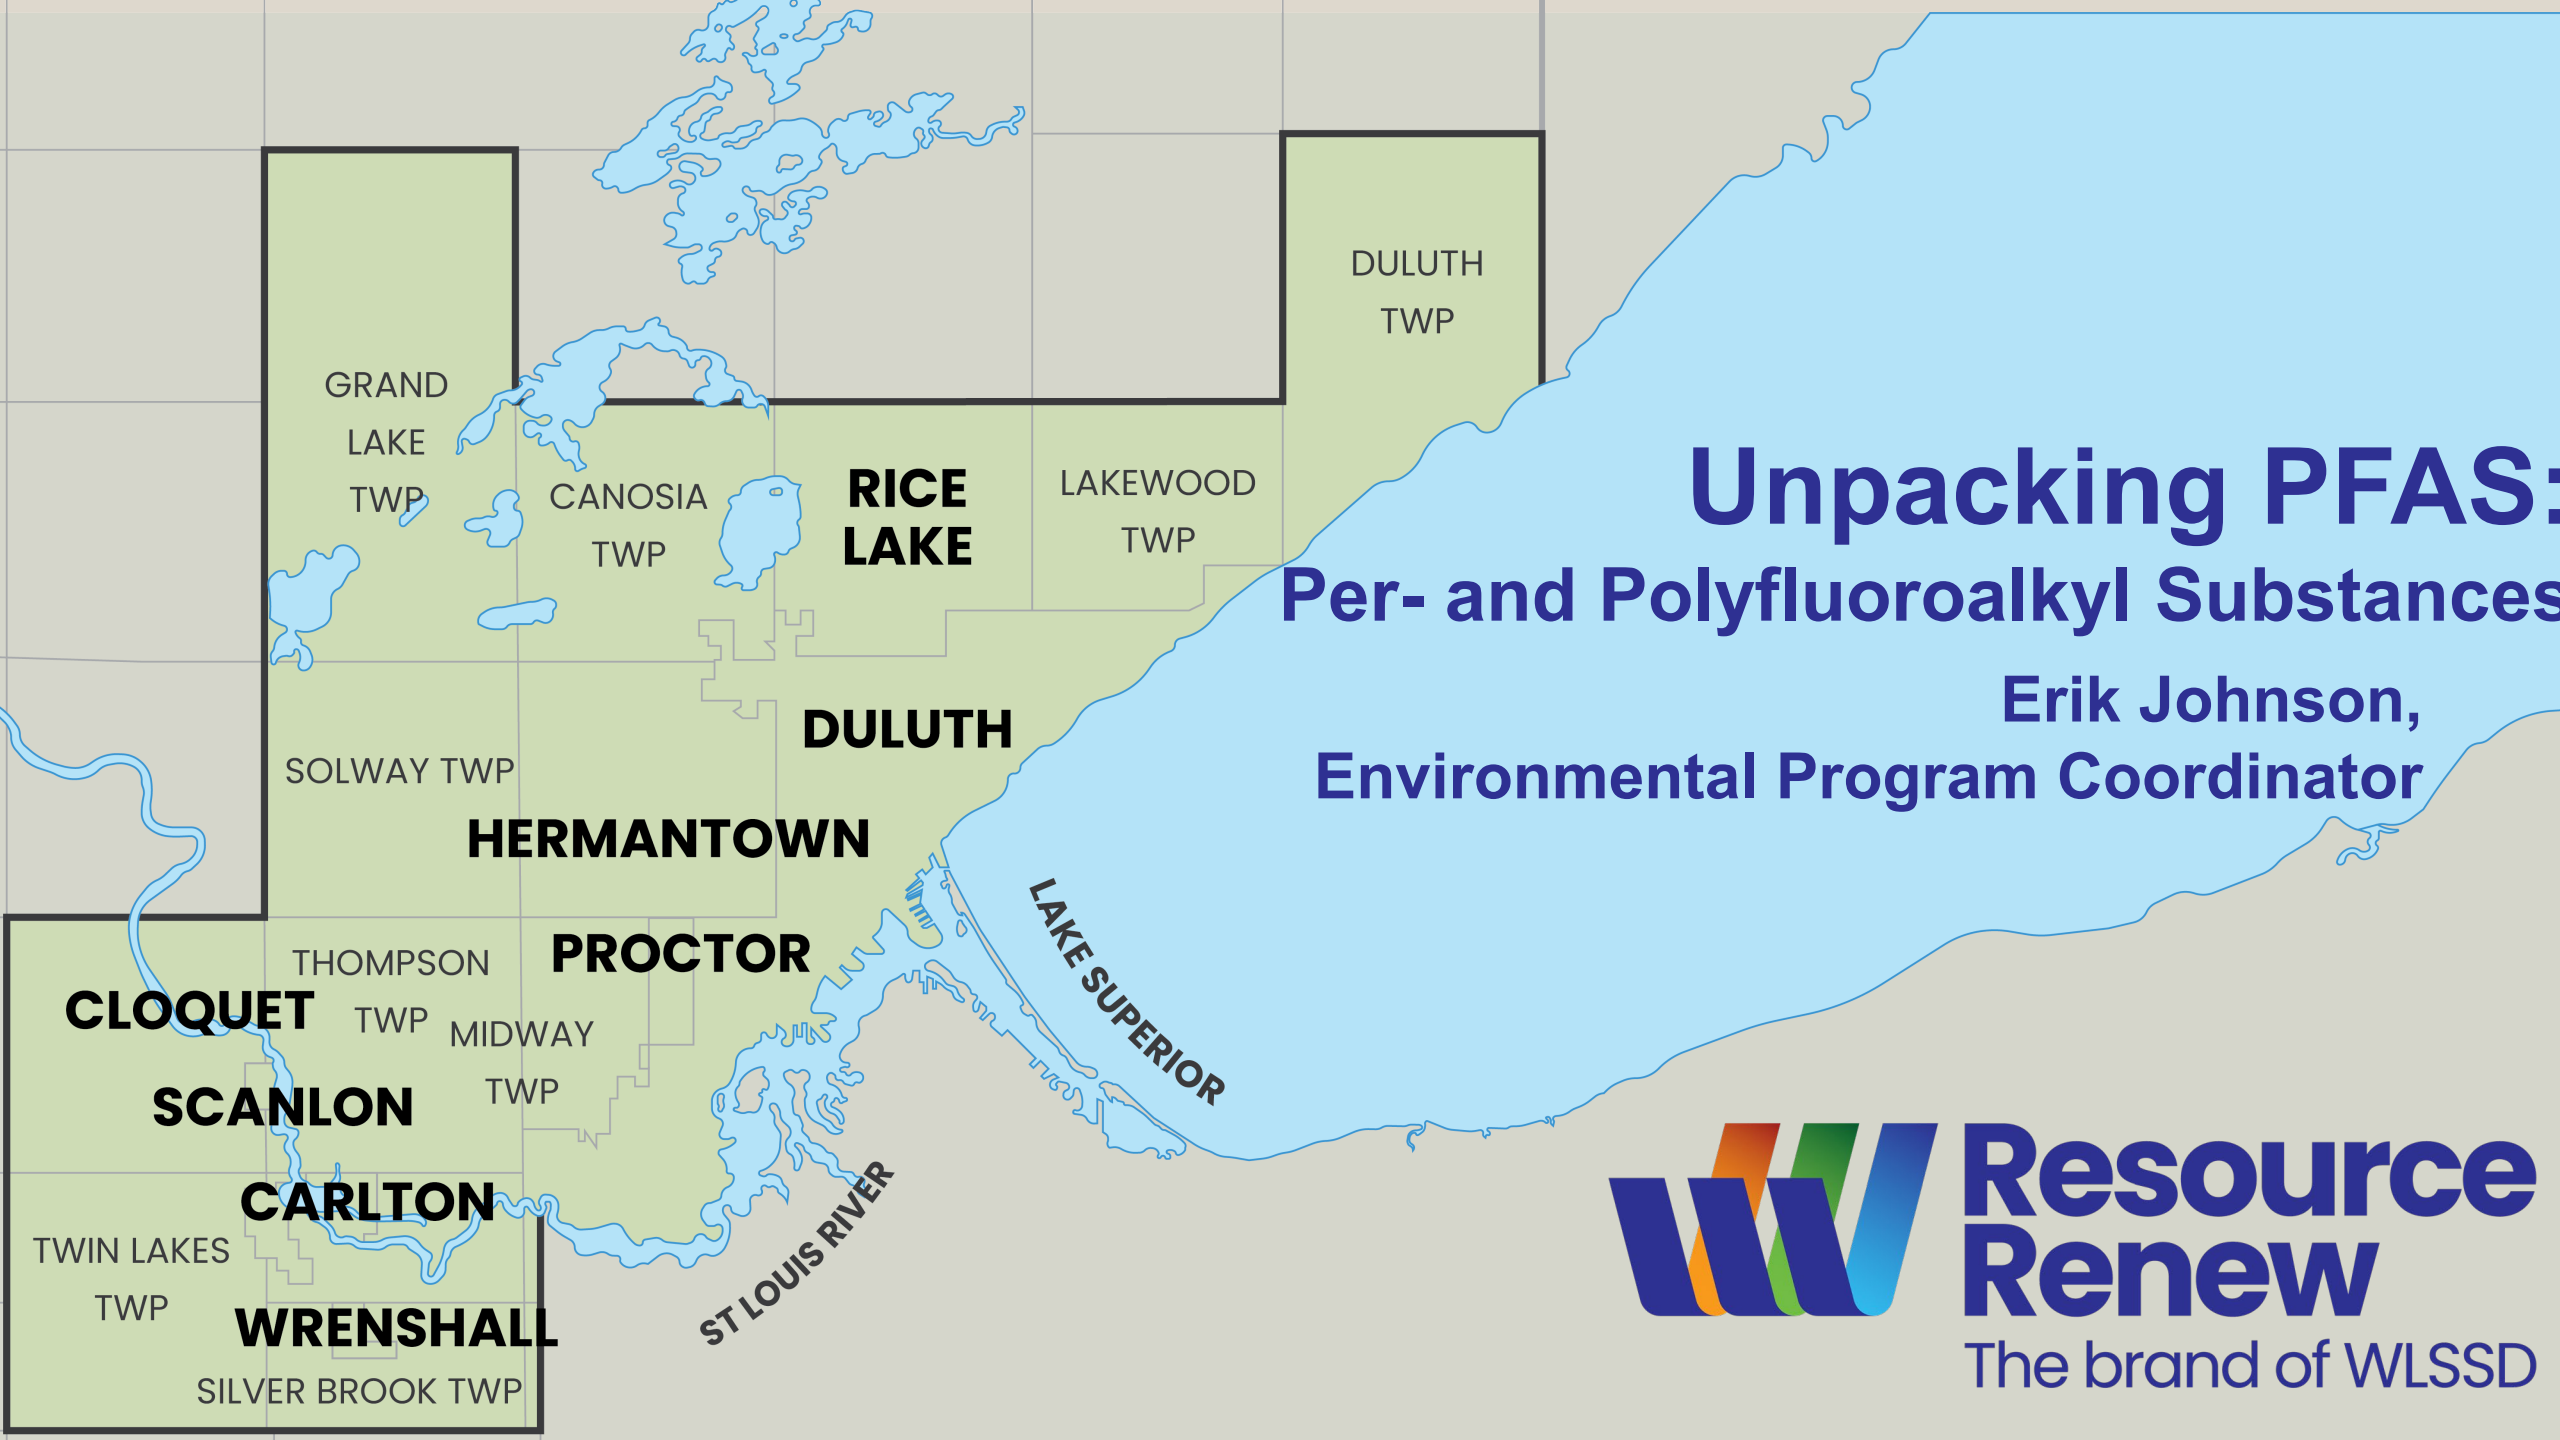 DULUTH
TWP
GRAND
LAKE
TWP
CANOSIA
TWP
RICE
LAKE
LAKEWOOD
TWP
Unpacking PFAS:
Per- and Polyfluoroalkyl Substances
Erik Johnson,
Environmental Program Coordinator
DULUTH
SOLWAY TWP
HERMANTOWN
PROCTOR
THOMPSON
TWP
CLOQUET
MIDWAY
TWP
SCANLON
CARLTON
TWIN LAKES
TWP
WRENSHALL
SILVER BROOK TWP
LAKE SUPERIOR
ST LOUIS RIVER
Resource
Renew
The brand of WLSSD